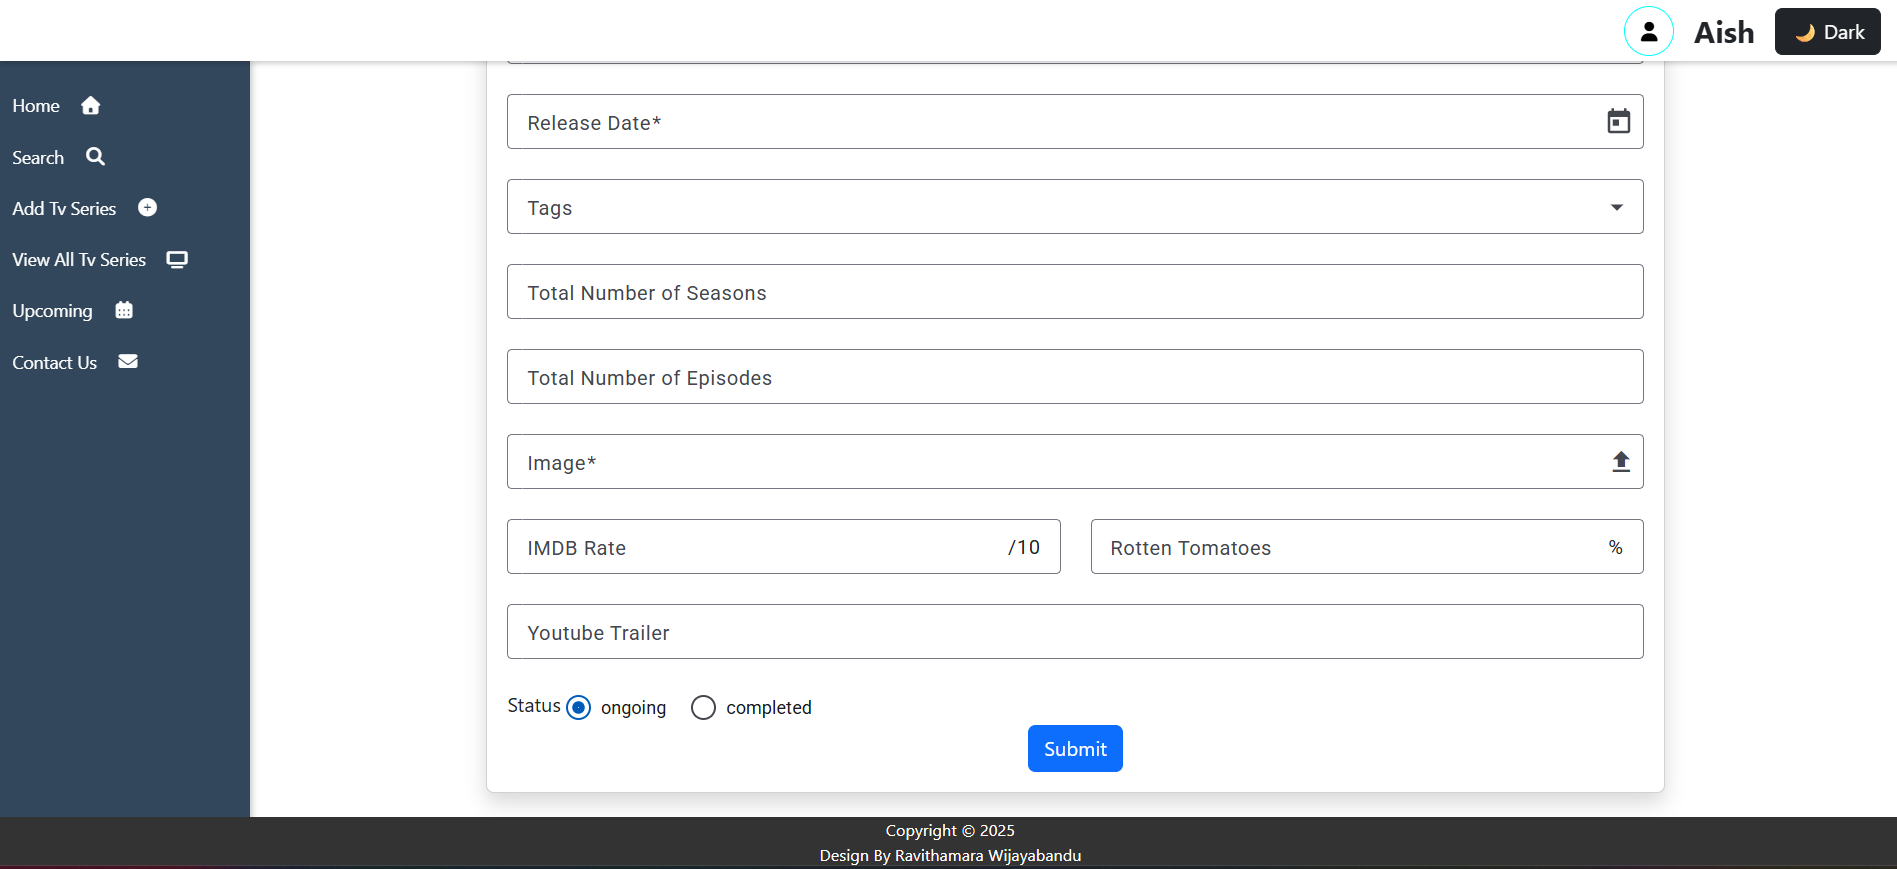 Aish
Dark
Home
Search
Add Tv Series
View All Tv Series
Upcoming
Contact Us
Release Date*
Tags
Total Number of Seasons
Total Number of Episodes
Image*
IMDB Rate /10
Rotten Tomatoes %
Youtube Trailer
Status ongoing completed
Submit
Copyright © 2025
Design By Ravithamara Wijayabandu